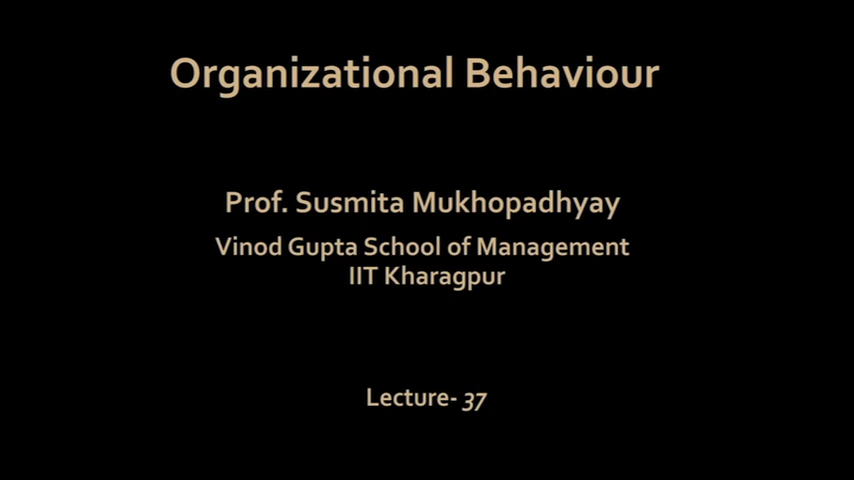 Organizational Behaviour
Prof. Susmita Mukhopadhyay
Vinod Gupta School of Management
IIT Kharagpur
Lecture- 37